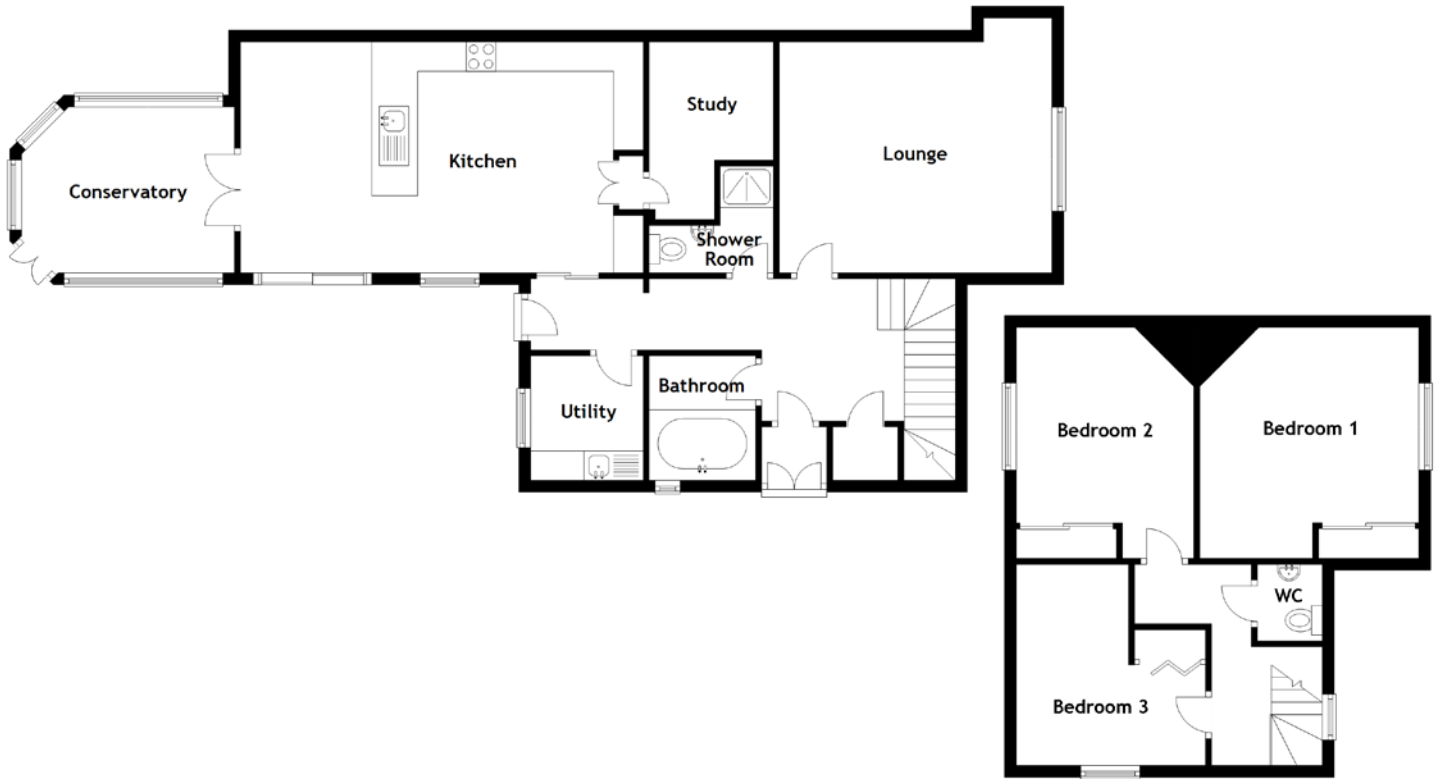 Study
Lounge
Kitchen
Conservatory
Shower
Room
Bathroom
Utility
Bedroom 2
Bedroom 1
WC
Bedroom 3